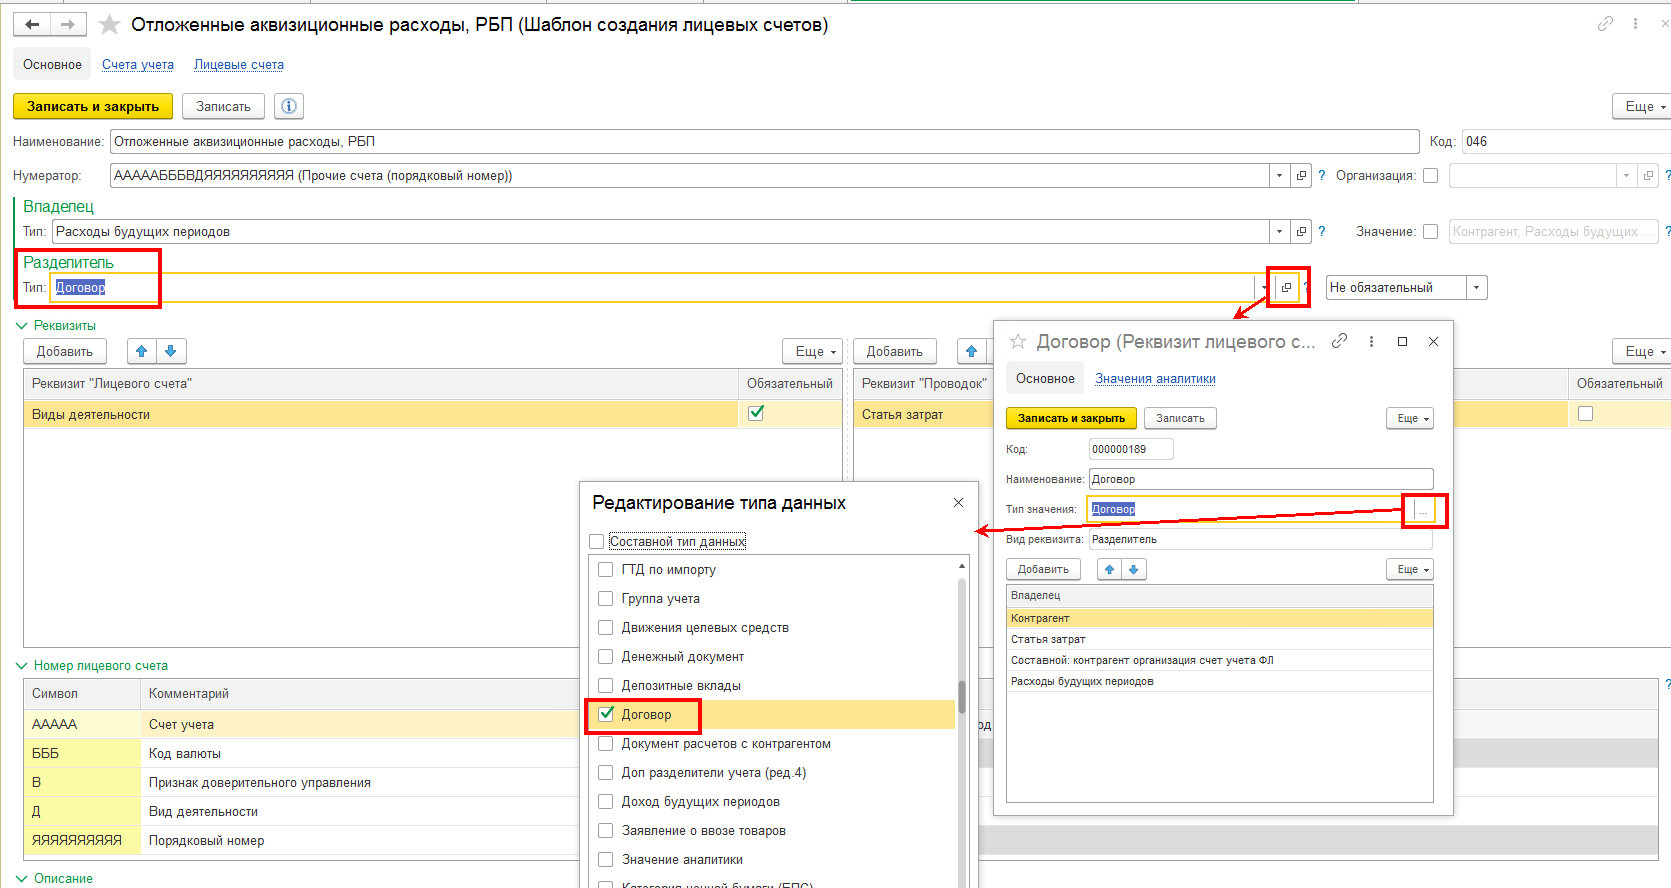 Отложенные аквизиционные расходы, РБП (Шаблон создания лицевых счетов)
Основное Счета учета Лицевые счета
Записать и закрыть Записать Еще
Наименование: Отложенные аквизиционные расходы, РБП Код: 046
Нумератор: АААААБББВДЯЯЯЯЯЯЯЯЯЯ (Прочие счета (порядковый номер)) ? Организация: ?
Владелец
Тип: Расходы будущих периодов ? Значение: Контрагент, Расходы будущих ... ?
Разделитель
Тип: Договор ? Не обязательный
Реквизиты
Добавить Еще
Реквизит "Лицевого счета" Обязательный
Виды деятельности
Добавить Еще
Реквизит "Проводок" Обязательный
Статья затрат
Договор (Реквизит лицевого с...
Основное Значения аналитики
Записать и закрыть Записать Еще
Код: 000000189
Наименование: Договор
Тип значения: Договор ...
Вид реквизита: Разделитель
Добавить Еще
Владелец
Контрагент
Статья затрат
Составной: контрагент организация счет учета ФЛ
Расходы будущих периодов
Редактирование типа данных
Составной тип данных
ГТД по импорту
Группа учета
Движения целевых средств
Денежный документ
Депозитные вклады
Договор
Документ расчетов с контрагентом
Доп разделители учета (ред.4)
Доход будущих периодов
Заявление о ввозе товаров
Значение аналитики
Категория ценной бумаги (ЕПС)
Номер лицевого счета
Символ Комментарий ?
ААААА Счет учета од
БББ Код валюты
В Признак доверительного управления
Д Вид деятельности
ЯЯЯЯЯЯЯЯЯЯ Порядковый номер
Описание